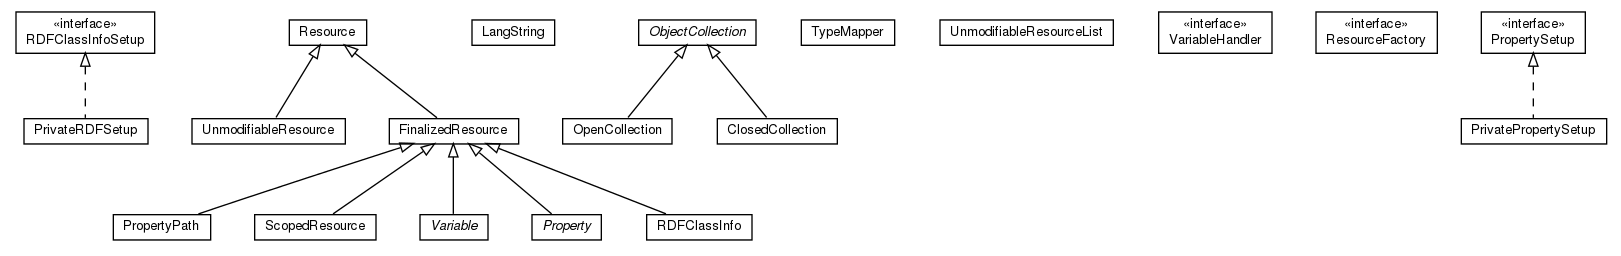 «interface»
RDFClassInfoSetup
Resource
LangString
ObjectCollection
TypeMapper
UnmodifiableResourceList
«interface»
VariableHandler
«interface»
ResourceFactory
«interface»
PropertySetup
PrivateRDFSetup
UnmodifiableResource
FinalizedResource
OpenCollection
ClosedCollection
PrivatePropertySetup
PropertyPath
ScopedResource
Variable
Property
RDFClassInfo